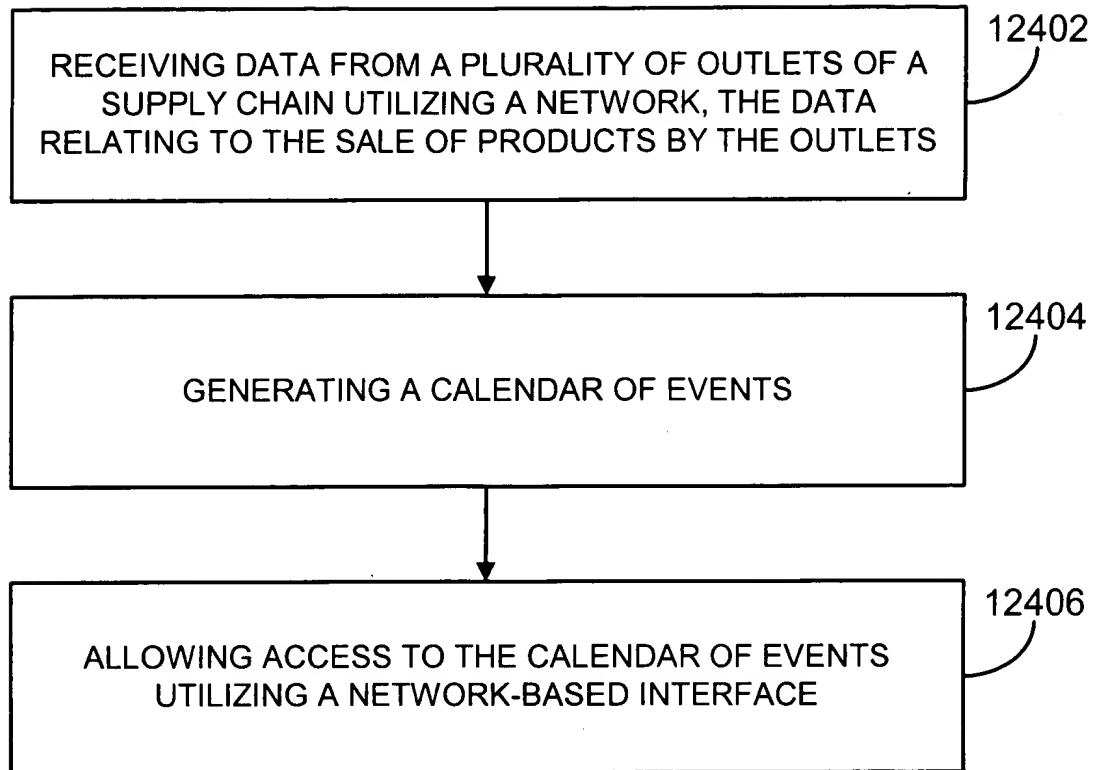 12402
RECEIVING DATA FROM A PLURALITY OF OUTLETS OF A
SUPPLY CHAIN UTILIZING A NETWORK, THE DATA
RELATING TO THE SALE OF PRODUCTS BY THE OUTLETS
12404
GENERATING A CALENDAR OF EVENTS
12406
ALLOWING ACCESS TO THE CALENDAR OF EVENTS
UTILIZING A NETWORK-BASED INTERFACE